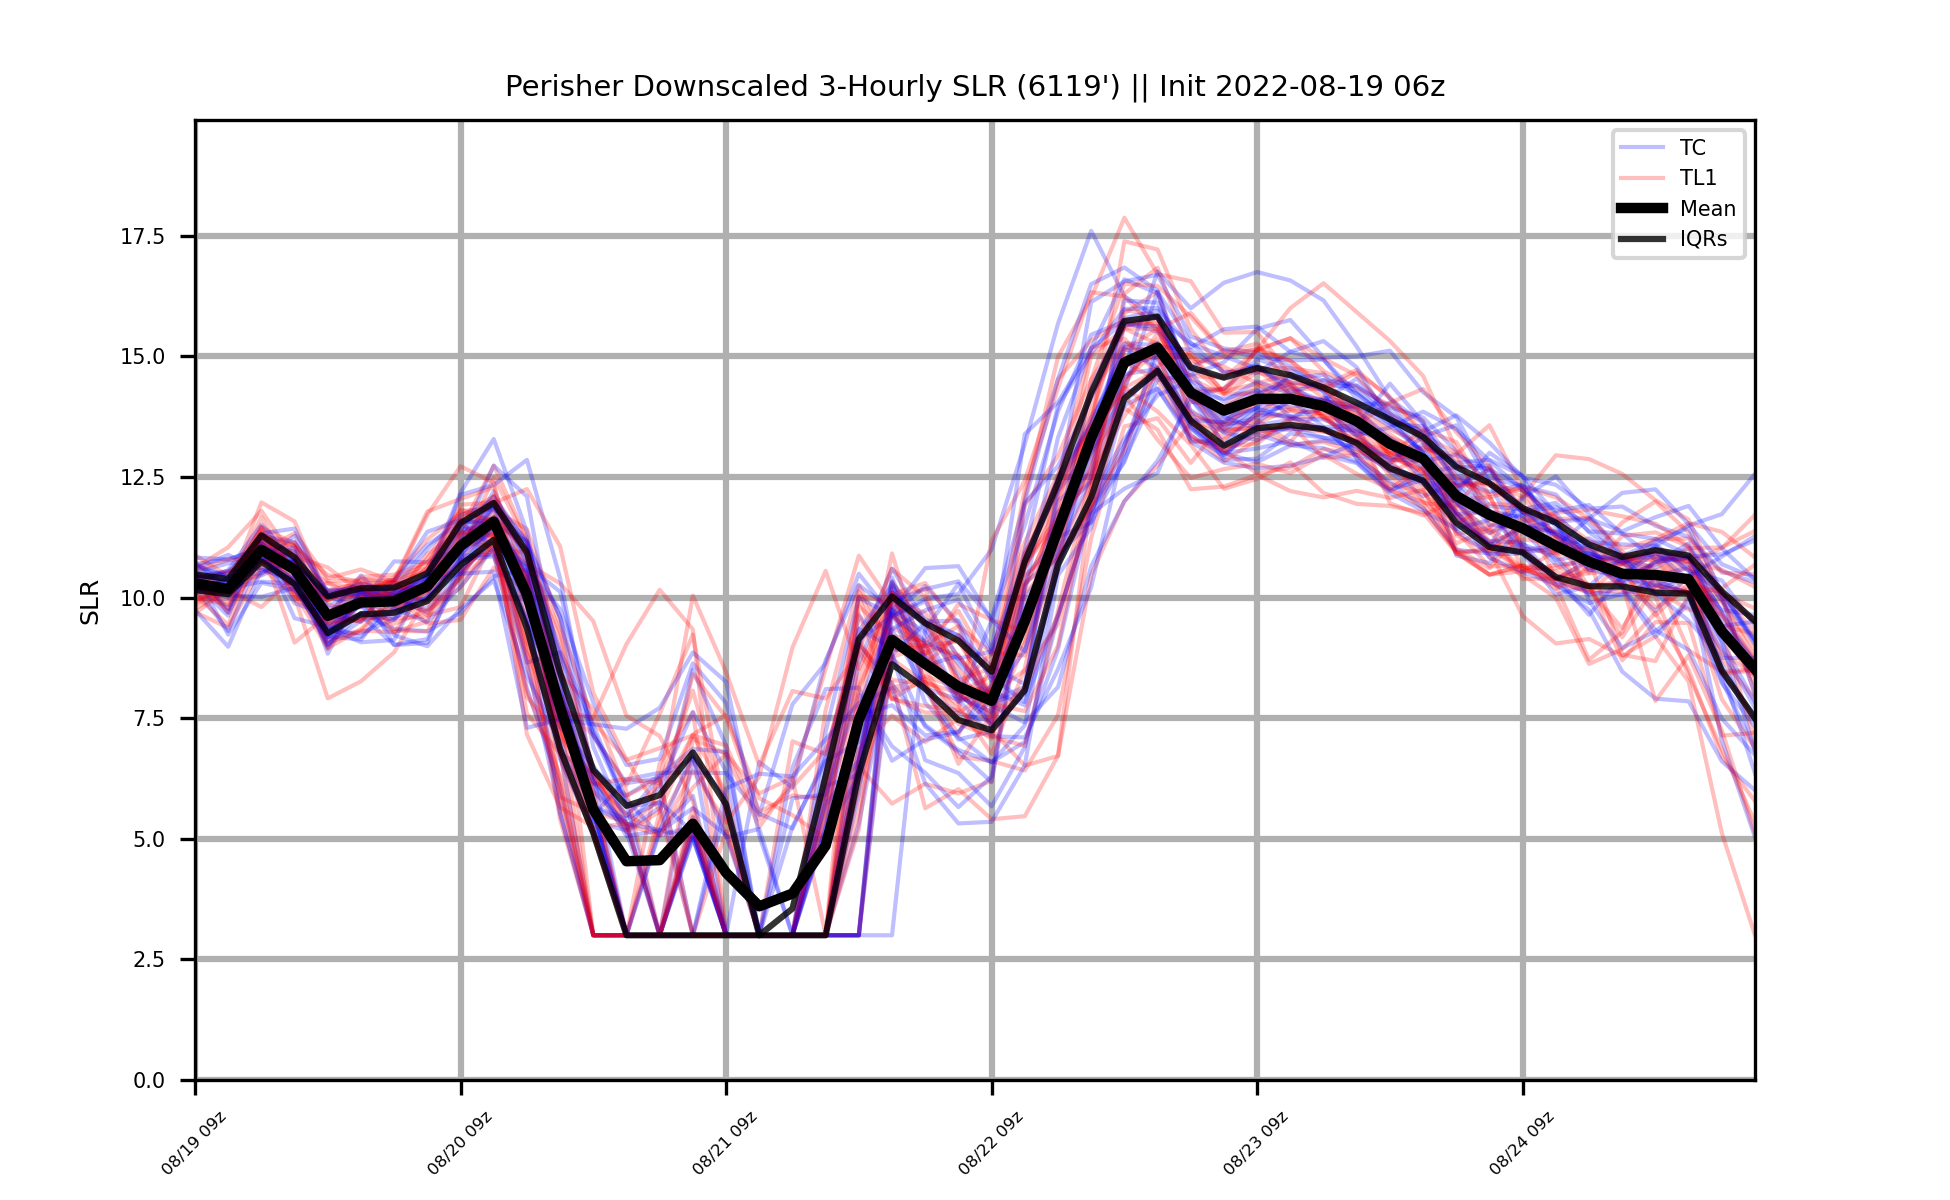 Perisher Downscaled 3-Hourly SLR (6119') || Init 2022-08-19 06z
TC
TL1
Mean
IQRs
SLR
17.5
15.0
12.5
10.0
7.5
5.0
2.5
0.0
08/19 09z
08/20 09z
08/21 09z
08/22 09z
08/23 09z
08/24 09z